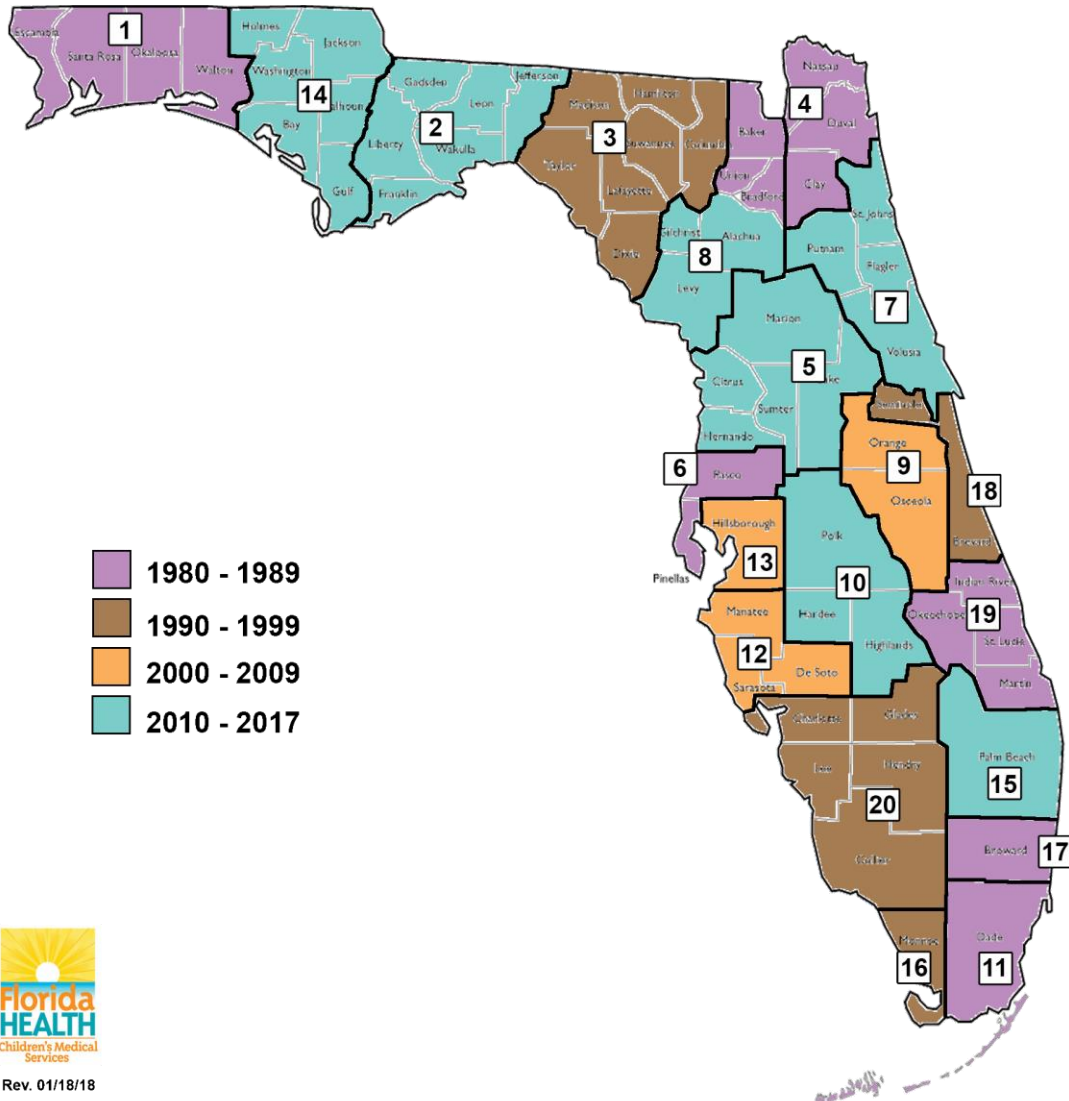 1
Escambia
Santa Rosa
Okaloosa
Walton
Holmes
Jackson
Washington
14
lhoun
Bay
Gulf
Gadsden
Jefferson
Leon
2
Liberty
Wakulla
Franklin
Madison
Hamilton
3
Suwannee
Columbia
Taylor
Lafayette
Dixie
Nassau
4
Duval
Baker
Union
Bradford
Clay
St. Johns
Putnam
Flagler
7
Volusia
Gilchrist
Alachua
8
Levy
Marion
5
ke
Citrus
Sumter
Hernando
Seminole
Orange
9
Osceola
18
Brevard
6
Pasco
Hillsborough
13
Pinellas
Polk
10
Hardee
Highlands
Indian River
Okeechobee
19
St. Lucie
Martin
Manatee
12
De Soto
Sarasota
Charlotte
Glades
Lee
Hendry
20
Collier
Palm Beach
15
Broward
17
Monroe
16
Dade
11
1980 - 1989
1990 - 1999
2000 - 2009
2010 - 2017
Florida
HEALTH
Children's Medical
Services
Rev. 01/18/18